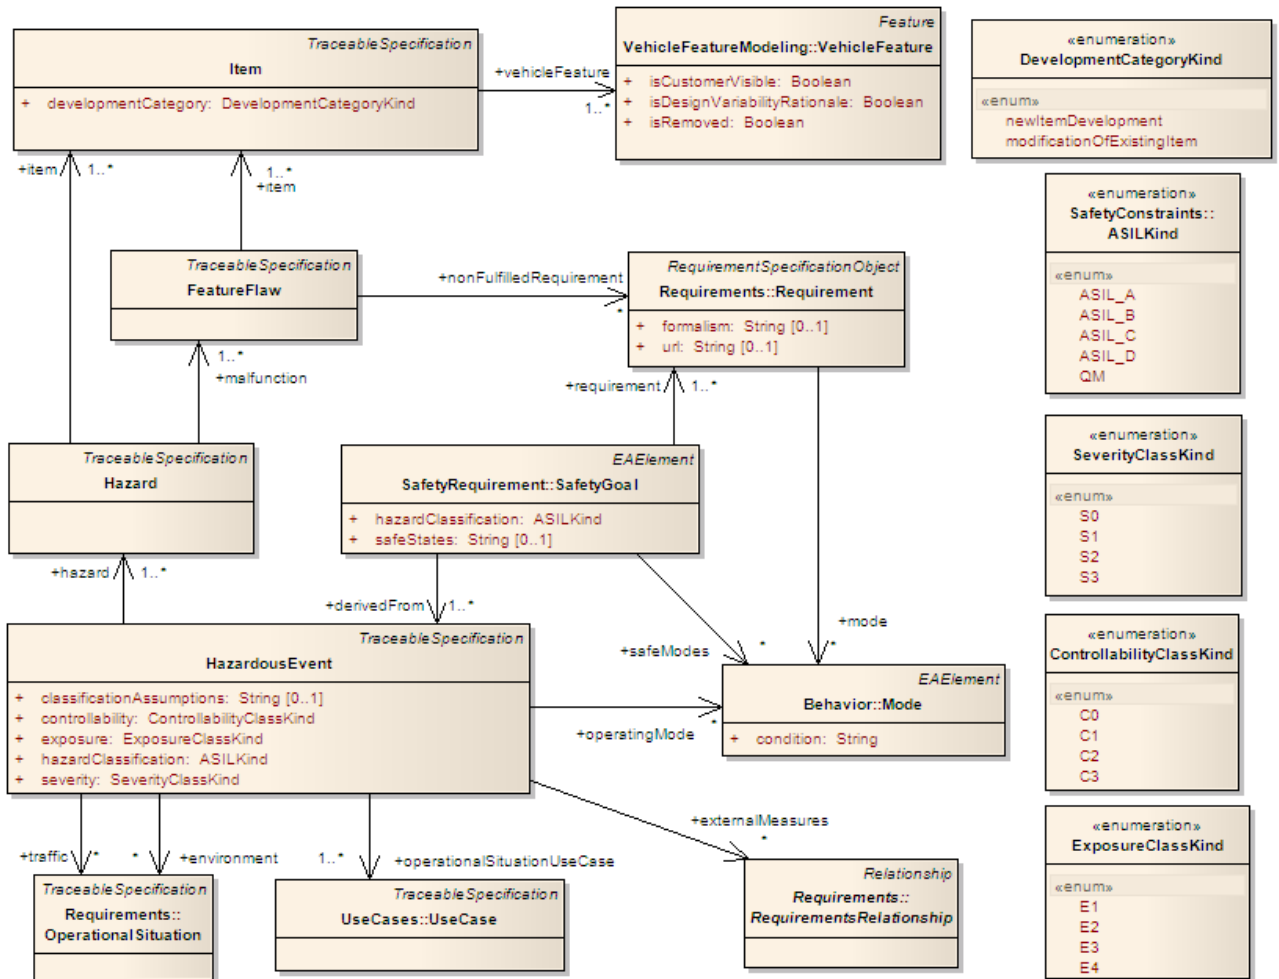 TraceableSpecification
Item
+ developmentCategory: DevelopmentCategoryKind
+vehicleFeature
1..*
Feature
VehicleFeatureModeling::VehicleFeature
+ isCustomerVisible: Boolean
+ isDesignVariabilityRationale: Boolean
+ isRemoved: Boolean
«enumeration»
DevelopmentCategoryKind
«enum»
newItemDevelopment
modificationOfExistingItem
+item
1..*
1..*
+item
«enumeration»
SafetyConstraints::
ASILKind
«enum»
ASIL_A
ASIL_B
ASIL_C
ASIL_D
QM
TraceableSpecification
FeatureFlaw
+nonFulfilledRequirement
*
RequirementSpecificationObject
Requirements::Requirement
+ formalism: String [0..1]
+ url: String [0..1]
1..*
+malfunction
+requirement
1..*
TraceableSpecification
Hazard
EAElement
SafetyRequirement::SafetyGoal
+ hazardClassification: ASILKind
+ safeStates: String [0..1]
«enumeration»
SeverityClassKind
«enum»
S0
S1
S2
S3
+hazard
1..*
+derivedFrom
1..*
+safeModes
*
+mode
*
TraceableSpecification
HazardousEvent
+ classificationAssumptions: String [0..1]
+ controllability: ControllabilityClassKind
+ exposure: ExposureClassKind
+ hazardClassification: ASILKind
+ severity: SeverityClassKind
+operatingMode
*
EAElement
Behavior::Mode
+ condition: String
«enumeration»
ControllabilityClassKind
«enum»
C0
C1
C2
C3
+traffic
*
*
+environment
1..*
+operationalSituationUseCase
+externalMeasures
*
TraceableSpecification
Requirements::
OperationalSituation
TraceableSpecification
UseCases::UseCase
Relationship
Requirements::
RequirementsRelationship
«enumeration»
ExposureClassKind
«enum»
E1
E2
E3
E4